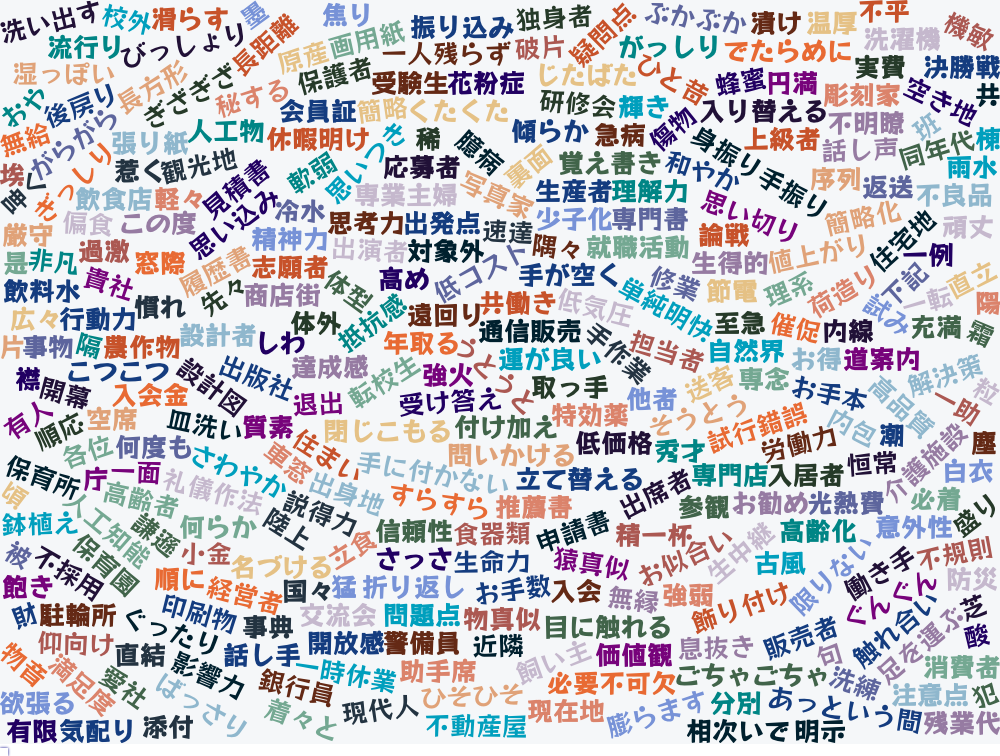 洗い出す 校外 滑らす 墨 長距離 焦り 振り込み 独身者 疑問点 ぶかぶか 漬け 温厚 不平 機敏
流行り びっしょり 原産 画用紙 一人残らず 破片 がっしり でたらめに 洗濯機
湿っぽい 長方形 ぎざぎざ 保護者 受験生 花粉症 じたばた ひと昔 蜂蜜 円満 実費 決勝戦
おや 後戻り 秘する 会員証 簡略 くたくた 研修会 輝き 傷物 入り替える 彫刻家 空き地 共
無給 がらがら 張り紙 人工物 休暇明け 思いつき 稀 臆病 傾らか 急病 身振り手振り 上級者 不明瞭 班 同年代 棟
埃 ぎっしり 惹く 観光地 見積書 軟弱 応募者 裏面 覚え書き 和やか 話し声 雨水
呻く 飲食店 軽々 専業主婦 写真家 生産者 理解力 序列 返送 不良品
偏食 この度 思い込み 冷水 思考力 出発点 速達 少子化 専門書 思い切り 簡略化 住宅地 頑丈
厳守 過激 精神力 出演者 対象外 隅々 就職活動 論戦 値上がり 一例
是非 非凡 貴社 窓際 履歴書 志願者 体型 高め 低コスト 手が空く 修業 生得的 荷造り 下記 直立
飲料水 慣れ 先々 商店街 抵抗感 共働き 低気圧 単純明快 節電 理系 試み 一転 陽
広々 行動力 設計者 しわ 体外 遠回り 通信販売 手作業 担当者 至急 催促 内線 充満 霜
片 事物 隔 農作物 達成感 年取る うとうと 運が良い 自然界 お得 道案内
襟 開幕 こつこつ 設計図 出版社 転校生 強火 取っ手 他者 送客 専念 お手本 高品質 解決策 粒
有人 入会金 退出 受け答え 特効薬 そうとう 試行錯誤 内包 一助
順応 空席 皿洗い 質素 閉じこもる 付け加え 低価格 秀才 労働力 潮 介護施設 塵
各位 何度も さわやか 車窓 住まい 手に付かない 問いかける 立て替える 専門店 入居者 恒常 白衣
保育所 庁 一面 礼儀作法 出身地 すらすら 推薦書 出席者 参観 お勧め 光熱費 必着
頃 人工知能 高齢者 説得力 盛り
鉢植え 謙遜 何らか 陸上 信頼性 食器類 申請書 精一杯 生中継 高齢化 意外性
被 不採用 保育園 小金 名づける 立食 さっさ 生命力 猿真似 お似合い 古風 限りない 働き手 不規則
飽き 順に 経営者 国々 猛 折り返し お手数 入会 無縁 強弱 飾り付け ぐんぐん 防災
財 駐輪所 ぐったり 印刷物 事典 交流会 問題点 物真似 目に触れる 販売者 触れ合い 足を運ぶ 芝
仰向け 直結 影響力 話し手 開放感 警備員 近隣 飼い主 価値観 息抜き 句 酸
物音 満足度 愛社 ぱっさり 銀行員 一時休業 助手席 必要不可欠 ごちゃごちゃ 洗練 消費者
欲張る 着々と 現代人 ひそひそ 現在地 膨らます 分別 あっという間 注意点 犯
有限 気配り 添付 不動産屋 相次いで 明示 残業代